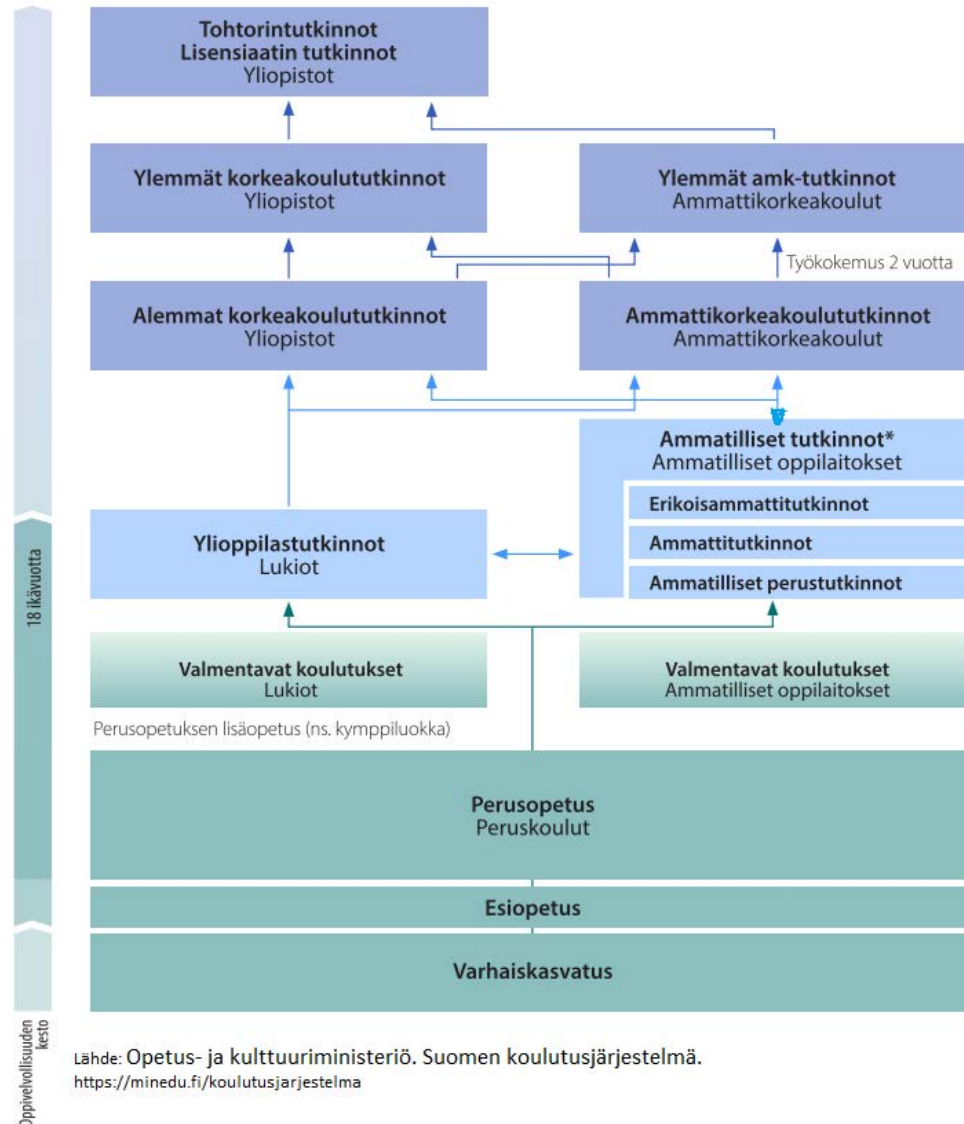 Tohtorintutkinnot
Lisensiaatin tutkinnot
Yliopistot
Ylemmät korkeakoulututkinnot
Yliopistot
Ylemmät amk-tutkinnot
Ammattikorkeakoulut
Työkokemus 2 vuotta
Alemmat korkeakoulututkinnot
Yliopistot
Ammattikorkeakoulututkinnot
Ammattikorkeakoulut
Ammatilliset tutkinnot*
Ammatilliset oppilaitokset
Erikoisammattitutkinnot
Ammattitutkinnot
Ammatilliset perustutkinnot
Ylioppilastutkinnot
Lukiot
18 ikävuotta
Valmentavat koulutukset
Lukiot
Valmentavat koulutukset
Ammatilliset oppilaitokset
Perusopetuksen lisäopetus (ns. kymppiluokka)
Perusopetus
Peruskoulut
Esiopetus
Varhaiskasvatus
Oppivelvollisuuden
kesto
Lähde: Opetus- ja kulttuuriministeriö. Suomen koulutusjärjestelmä.
https://minedu.fi/koulutusjarjestelma